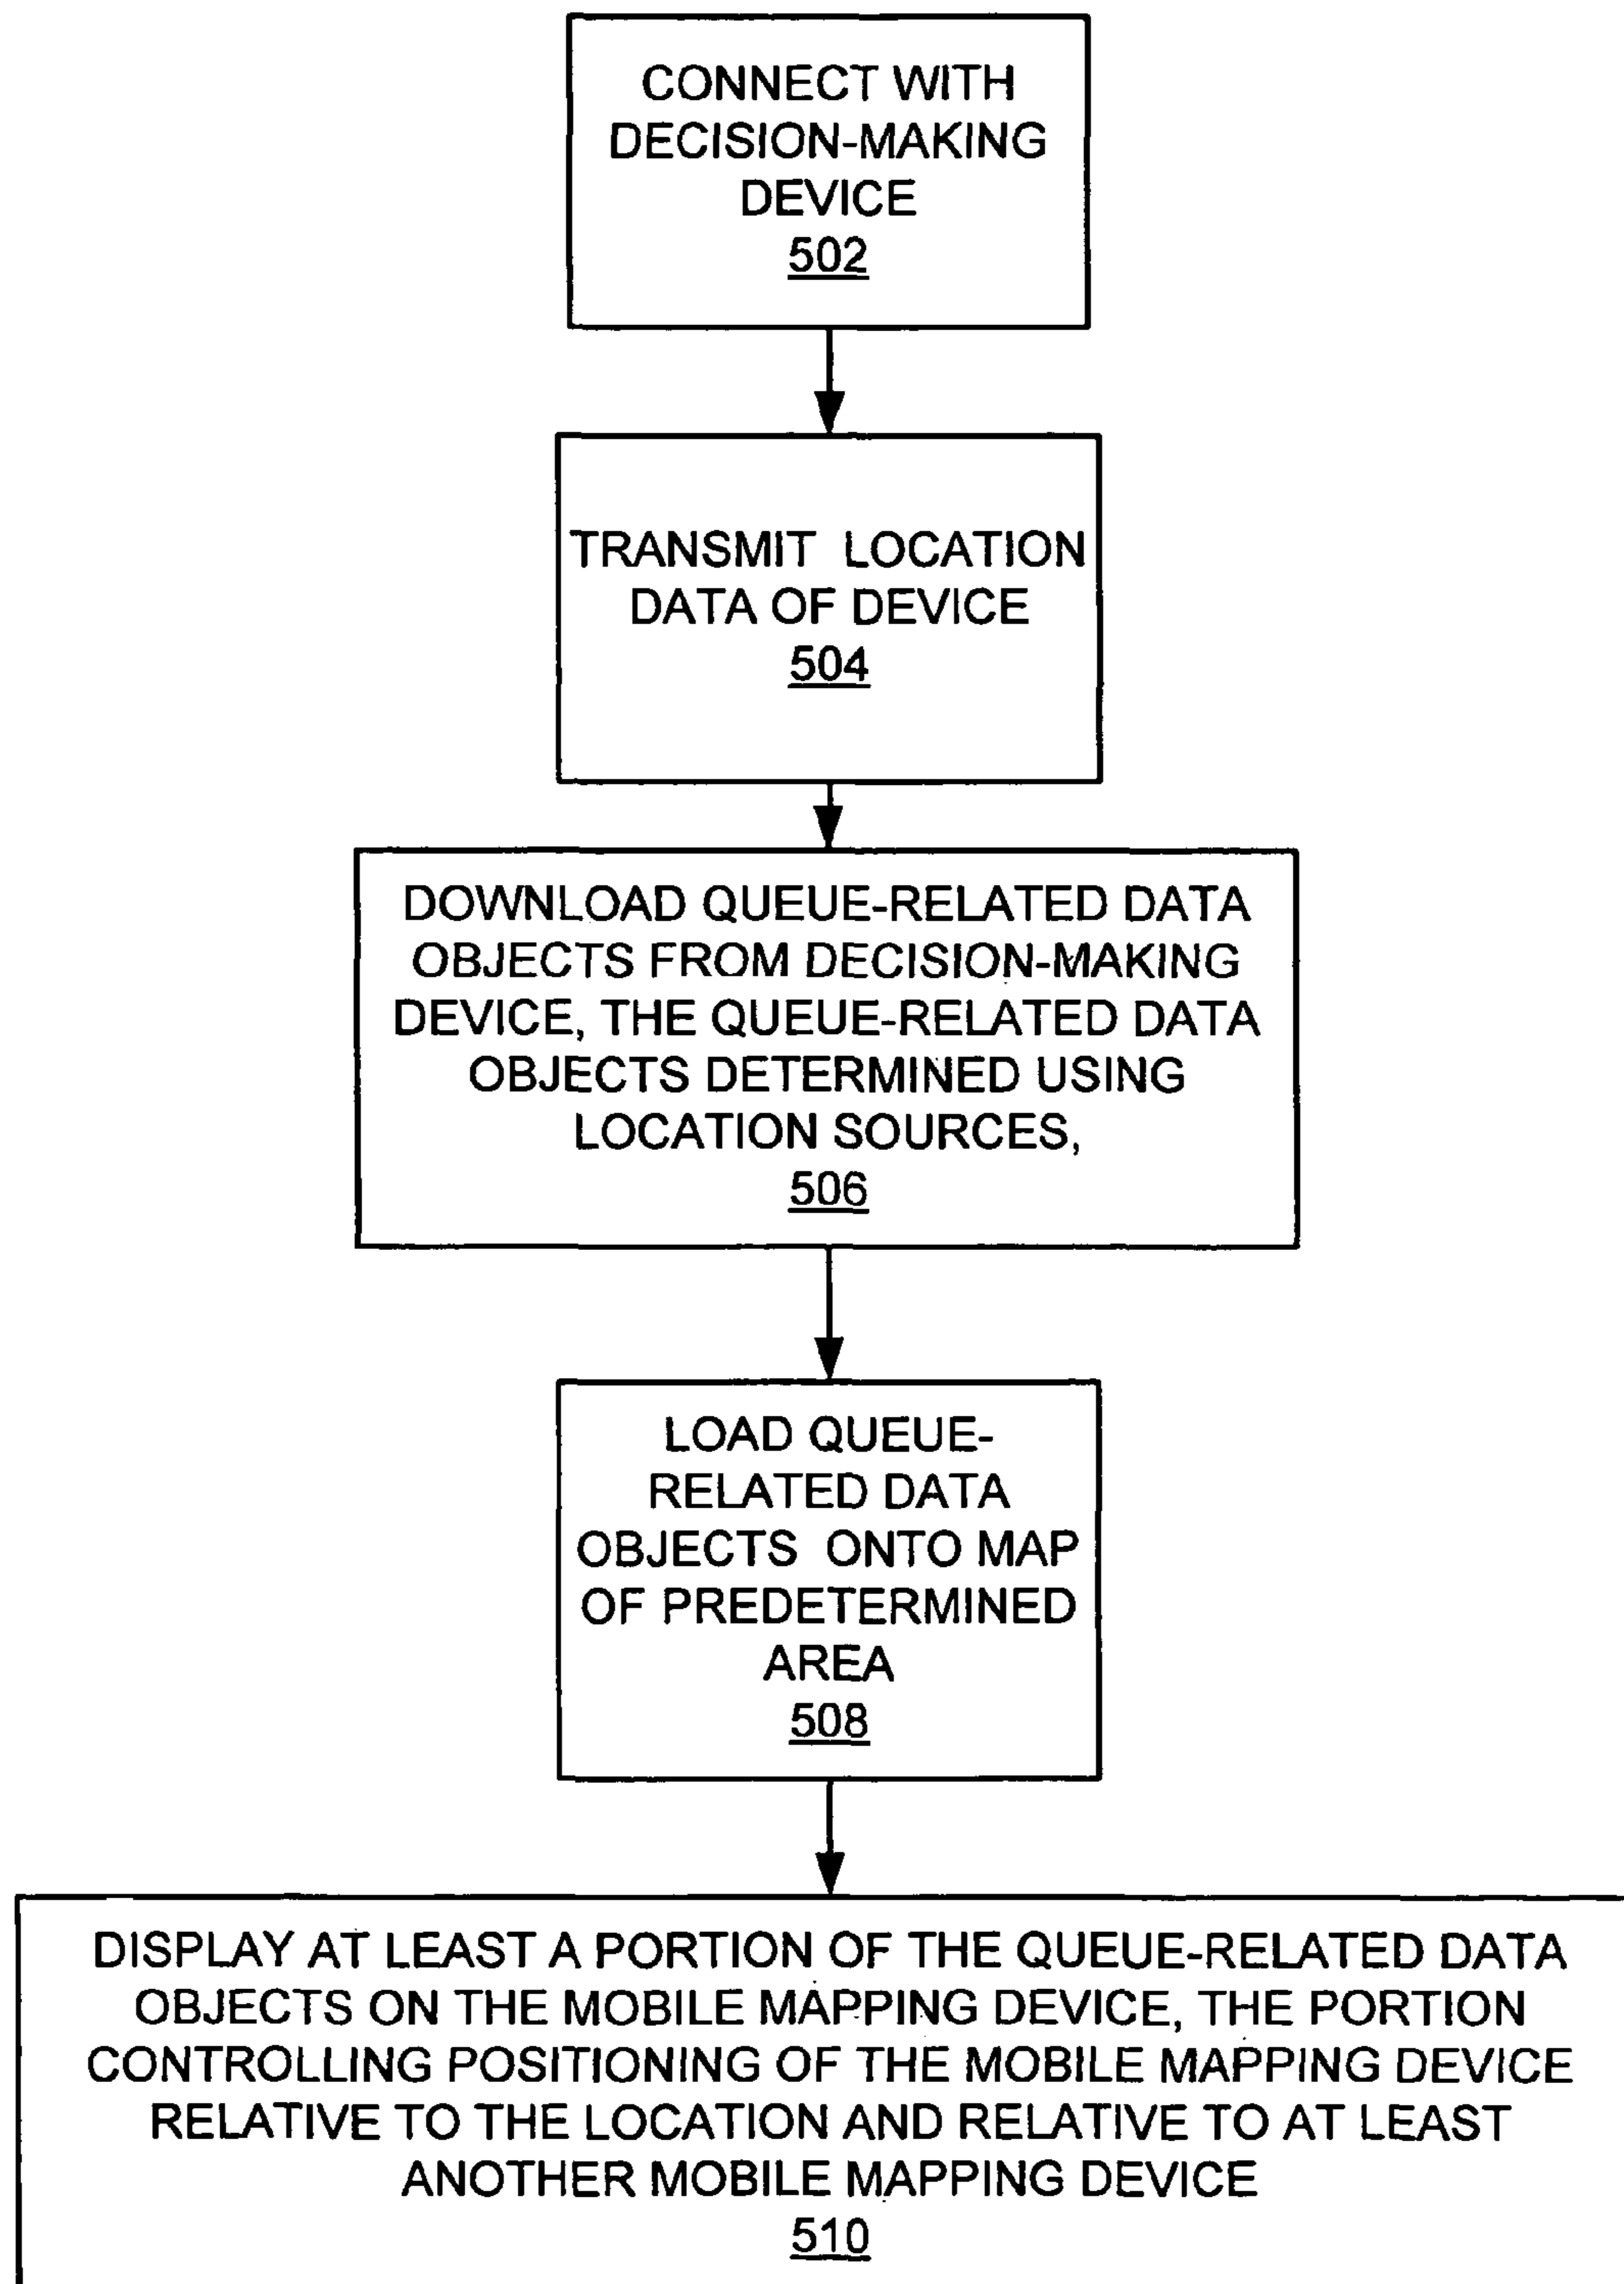 CONNECT WITH
DECISION-MAKING
DEVICE
502
TRANSMIT LOCATION
DATA OF DEVICE
504
DOWNLOAD QUEUE-RELATED DATA
OBJECTS FROM DECISION-MAKING
DEVICE, THE QUEUE-RELATED DATA
OBJECTS DETERMINED USING
LOCATION SOURCES,
506
LOAD QUEUE-
RELATED DATA
OBJECTS ONTO MAP
OF PREDETERMINED
AREA
508
DISPLAY AT LEAST A PORTION OF THE QUEUE-RELATED DATA
OBJECTS ON THE MOBILE MAPPING DEVICE, THE PORTION
CONTROLLING POSITIONING OF THE MOBILE MAPPING DEVICE
RELATIVE TO THE LOCATION AND RELATIVE TO AT LEAST
ANOTHER MOBILE MAPPING DEVICE
510